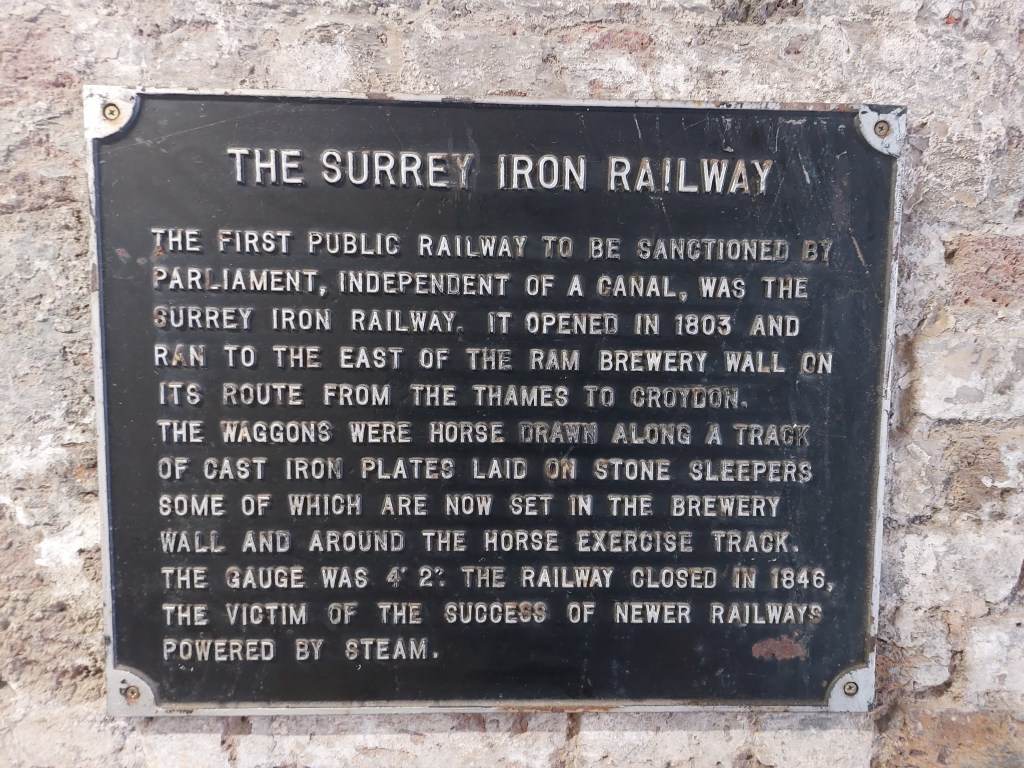 THE SURREY IRON RAILWAY
THE FIRST PUBLIC RAILWAY TO BE SANCTIONED BY
PARLIAMENT, INDEPENDENT OF A CANAL, WAS THE
SURREY IRON RAILWAY. IT OPENED IN 1803 AND
RAN TO THE EAST OF THE RAM BREWERY WALL ON
ITS ROUTE FROM THE THAMES TO CROYDON.
THE WAGGONS WERE HORSE DRAWN ALONG A TRACK
OF CAST IRON PLATES LAID ON STONE SLEEPERS
SOME OF WHICH ARE NOW SET IN THE BREWERY
WALL AND AROUND THE HORSE EXERCISE TRACK.
THE GAUGE WAS 4' 2". THE RAILWAY CLOSED IN 1846,
THE VICTIM OF THE SUCCESS OF NEWER RAILWAYS
POWERED BY STEAM.